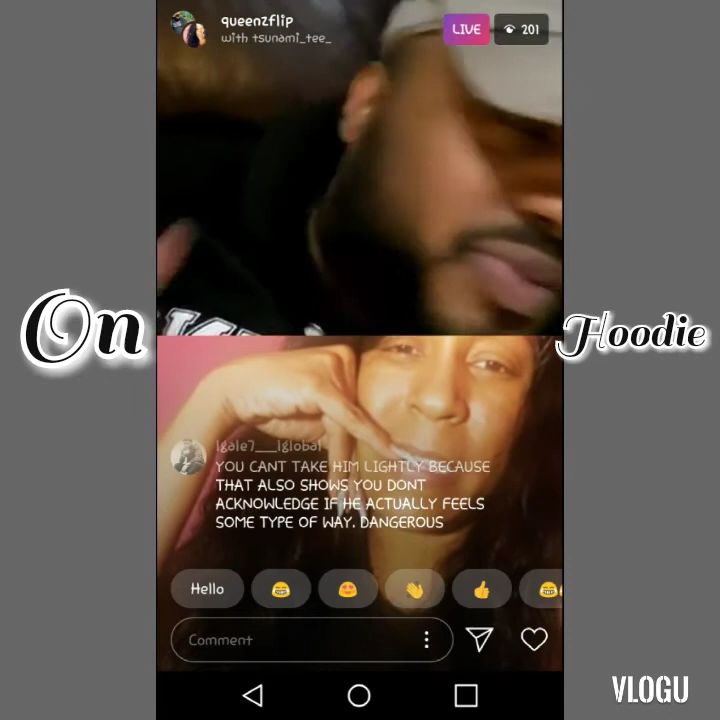 queenzflip
with tsunami_tee_
LIVE
201
On
Hoodie
lgale7___lglobal
YOU CANT TAKE HIM LIGHTLY BECAUSE
THAT ALSO SHOWS YOU DONT
ACKNOWLEDGE IF HE ACTUALLY FEELS
SOME TYPE OF WAY. DANGEROUS
Hello
Comment
VLOGU